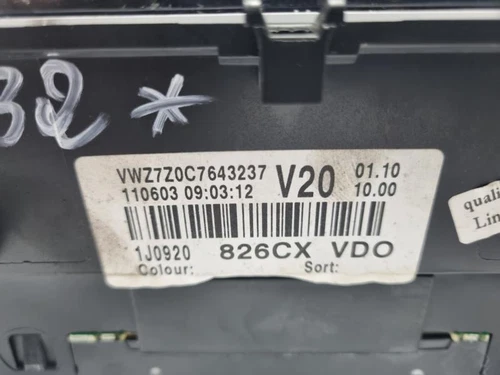 32 *
VWZ7Z0C7643237 V20 01.10
110603 09:03:12 10.00
1J0920 826CX VDO
Colour: Sort:
quali
Lin